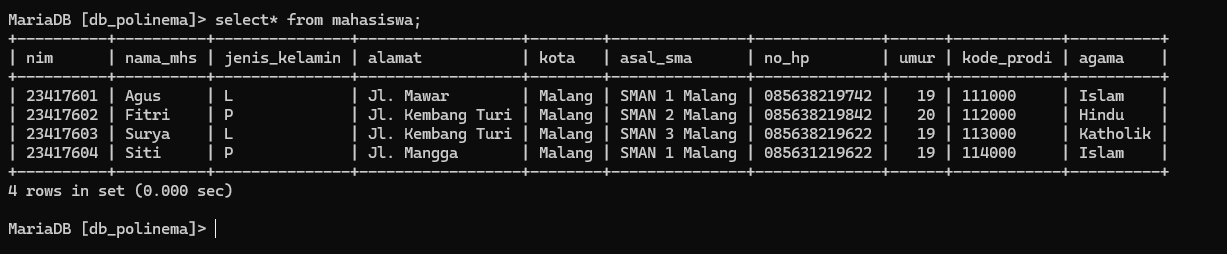 MariaDB [db_polinema]> select* from mahasiswa;
+----------+----------+---------------+------------------+--------+---------------+--------------+------+------------+----------+
| nim      | nama_mhs | jenis_kelamin | alamat           | kota   | asal_sma      | no_hp        | umur | kode_prodi | agama    |
+----------+----------+---------------+------------------+--------+---------------+--------------+------+------------+----------+
| 23417601 | Agus     | L             | Jl. Mawar        | Malang | SMAN 1 Malang | 085638219742 |   19 | 111000     | Islam    |
| 23417602 | Fitri    | P             | Jl. Kembang Turi | Malang | SMAN 2 Malang | 085638219842 |   20 | 112000     | Hindu    |
| 23417603 | Surya    | L             | Jl. Kembang Turi | Malang | SMAN 3 Malang | 085638219622 |   19 | 113000     | Katholik |
| 23417604 | Siti     | P             | Jl. Mangga       | Malang | SMAN 1 Malang | 085631219622 |   19 | 114000     | Islam    |
+----------+----------+---------------+------------------+--------+---------------+--------------+------+------------+----------+
4 rows in set (0.000 sec)
MariaDB [db_polinema]>